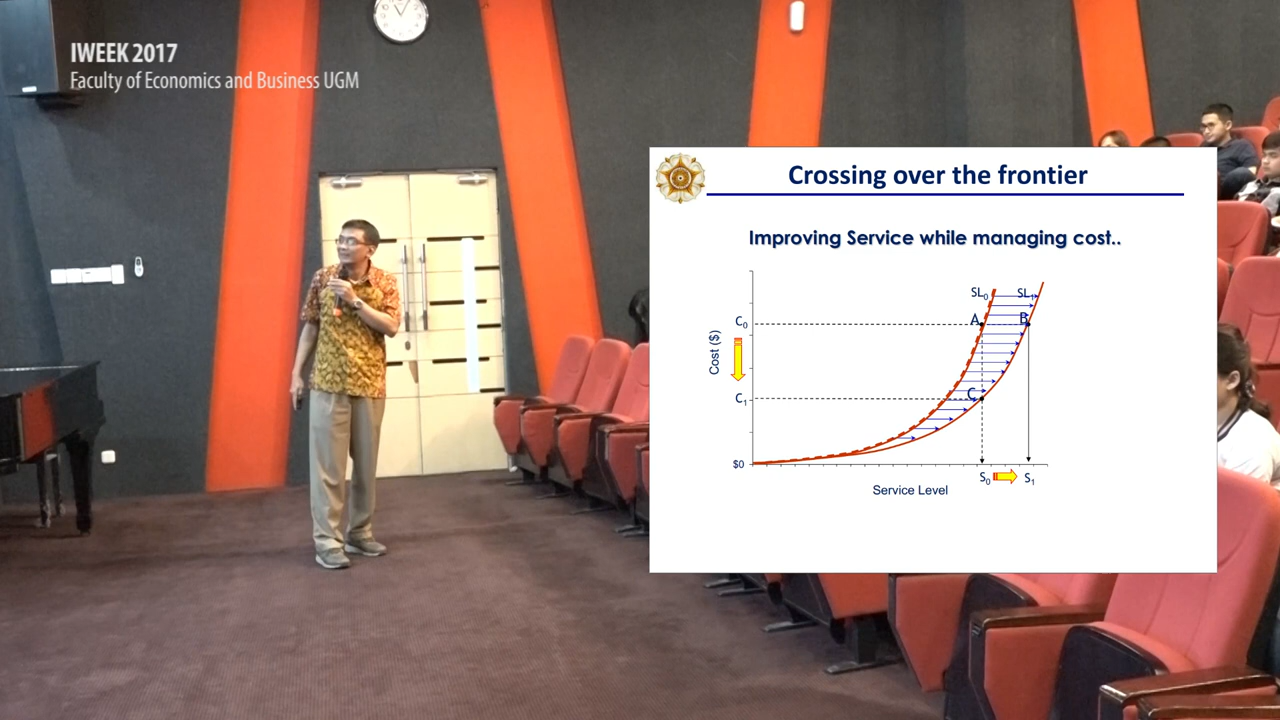 IWEEK 2017
Faculty of Economics and Business UGM
Crossing over the frontier
Improving Service while managing cost..
SL₀ SL₁
A B
C₀
Cost ($)
C
C₁
$0
S₀ S₁
Service Level